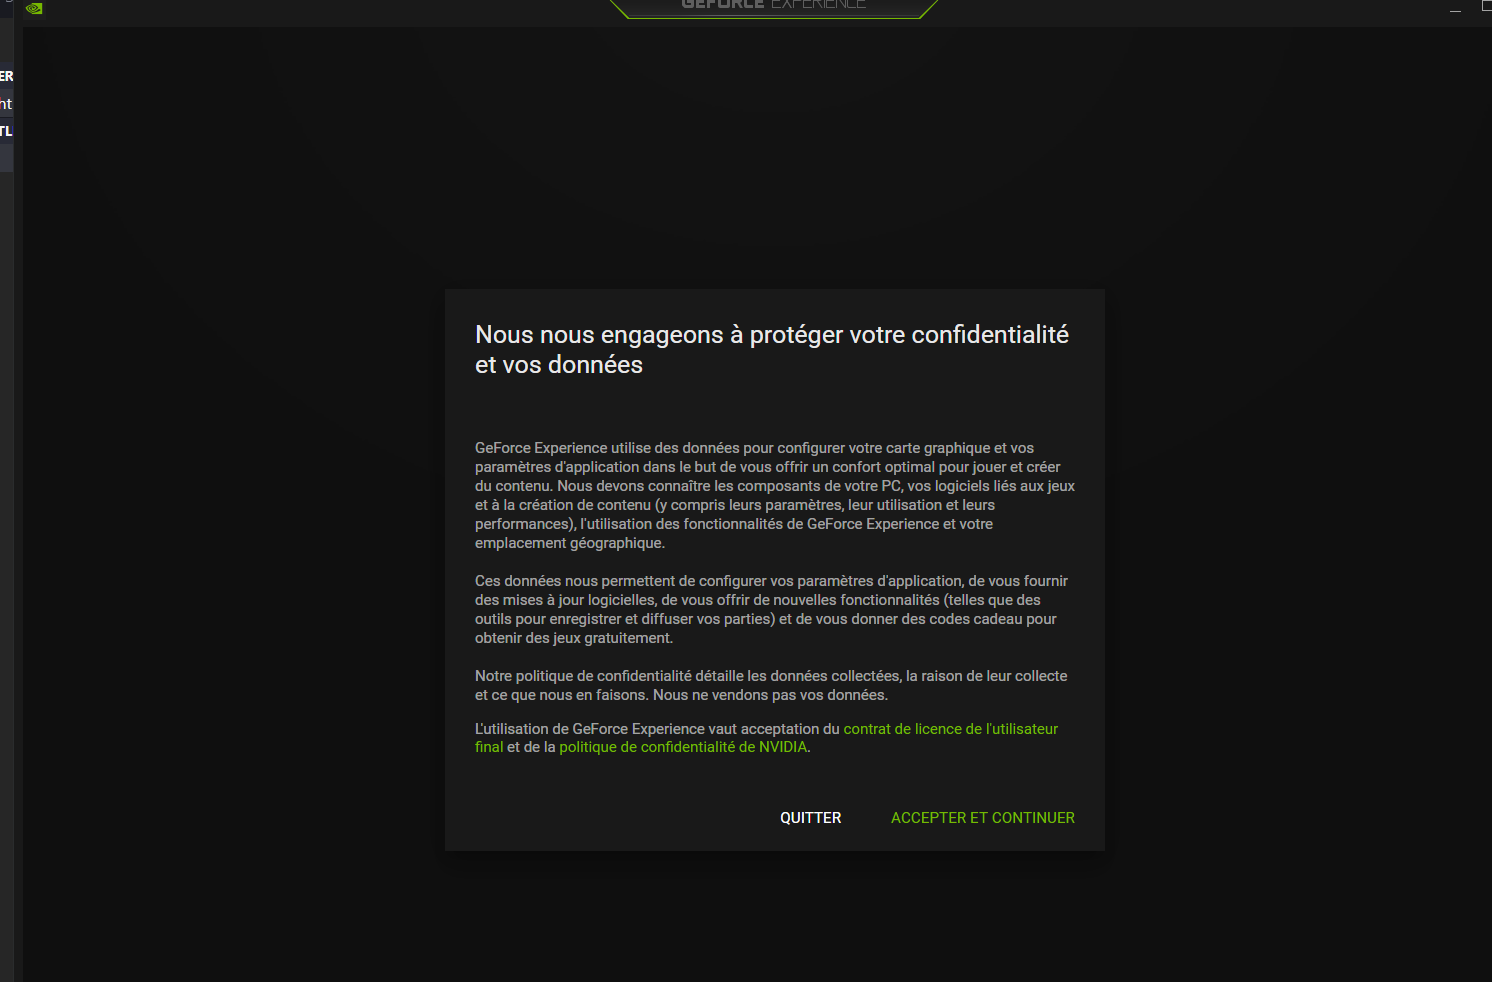 GEFORCE EXPERIENCE
ER
ht
TL
Nous nous engageons à protéger votre confidentialité
et vos données
GeForce Experience utilise des données pour configurer votre carte graphique et vos
paramètres d'application dans le but de vous offrir un confort optimal pour jouer et créer
du contenu. Nous devons connaître les composants de votre PC, vos logiciels liés aux jeux
et à la création de contenu (y compris leurs paramètres, leur utilisation et leurs
performances), l'utilisation des fonctionnalités de GeForce Experience et votre
emplacement géographique.
Ces données nous permettent de configurer vos paramètres d'application, de vous fournir
des mises à jour logicielles, de vous offrir de nouvelles fonctionnalités (telles que des
outils pour enregistrer et diffuser vos parties) et de vous donner des codes cadeau pour
obtenir des jeux gratuitement.
Notre politique de confidentialité détaille les données collectées, la raison de leur collecte
et ce que nous en faisons. Nous ne vendons pas vos données.
L'utilisation de GeForce Experience vaut acceptation du contrat de licence de l'utilisateur
final et de la politique de confidentialité de NVIDIA.
QUITTER ACCEPTER ET CONTINUER